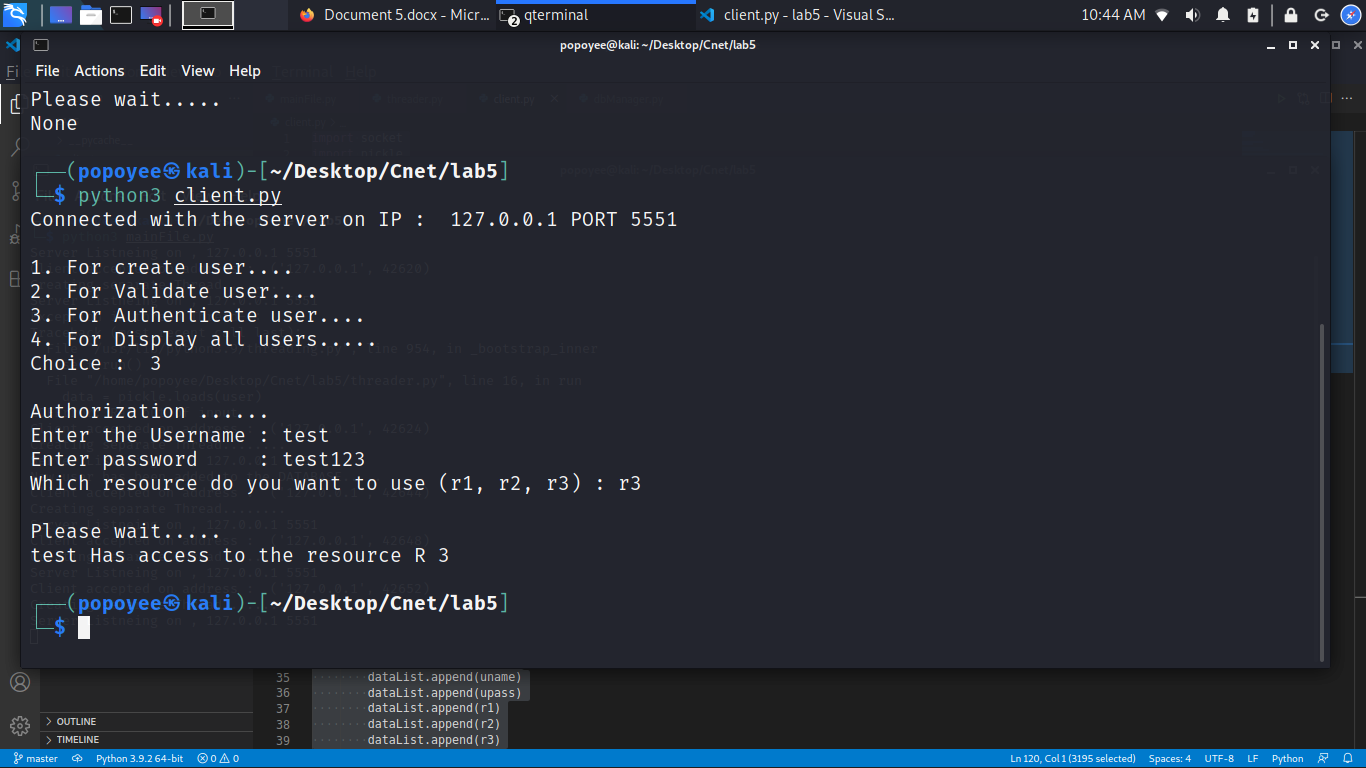 Document 5.docx - Micr...
2
qterminal
client.py - lab5 - Visual S...
10:44 AM
popoyee@kali: ~/Desktop/Cnet/lab5
File Actions Edit View Help
Please wait.....
None
┌──(popoyee㉿kali)-[~/Desktop/Cnet/lab5]
└─$ python3 client.py
Connected with the server on IP :  127.0.0.1 PORT 5551
1. For create user....
2. For Validate user....
3. For Authenticate user....
4. For Display all users.....
Choice :  3
Authorization ......
Enter the Username : test
Enter password     : test123
Which resource do you want to use (r1, r2, r3) : r3
Please wait.....
test Has access to the resource R 3
┌──(popoyee㉿kali)-[~/Desktop/Cnet/lab5]
└─$
35 dataList.append(uname)
36 dataList.append(upass)
37 dataList.append(r1)
38 dataList.append(r2)
39 dataList.append(r3)
OUTLINE
TIMELINE
master Python 3.9.2 64-bit 0 0 Ln 120, Col 1 (3195 selected) Spaces: 4 UTF-8 LF Python